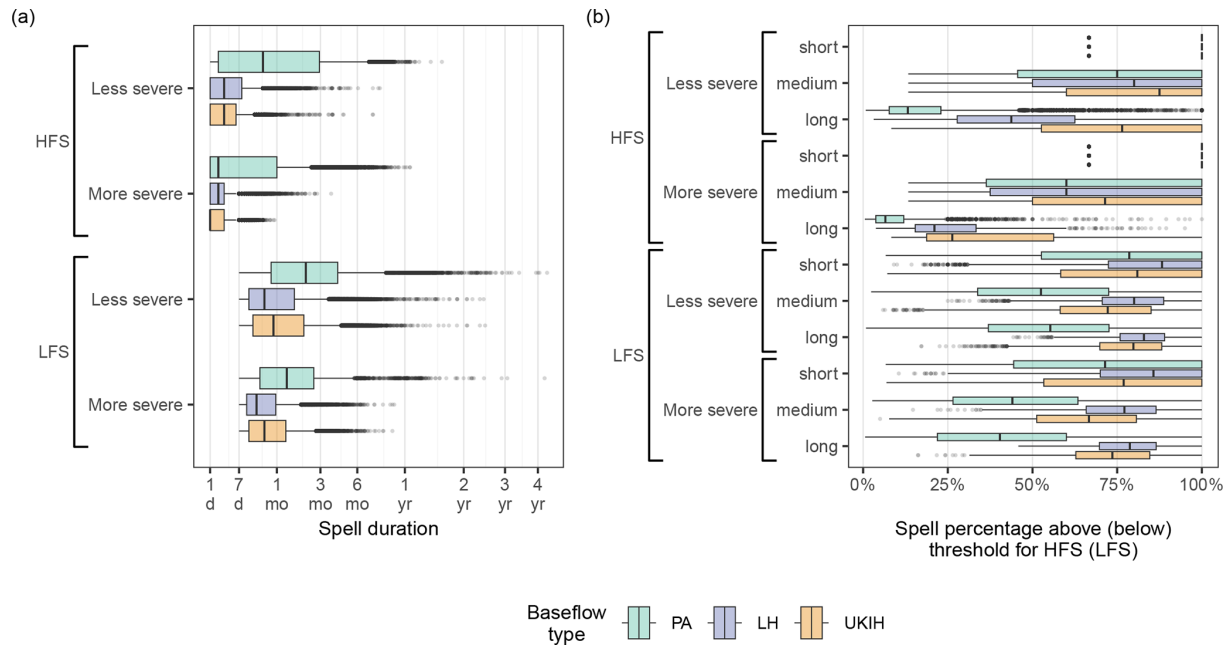 (a)
HFS
Less severe
More severe
LFS
Less severe
More severe
1 7 1 3 6 1 2 3 4
d d mo mo mo yr yr yr yr
Spell duration
(b)
HFS
Less severe
short
medium
long
More severe
short
medium
long
LFS
Less severe
short
medium
long
More severe
short
medium
long
0% 25% 50% 75% 100%
Spell percentage above (below)
threshold for HFS (LFS)
Baseflow
type
PA LH UKIH